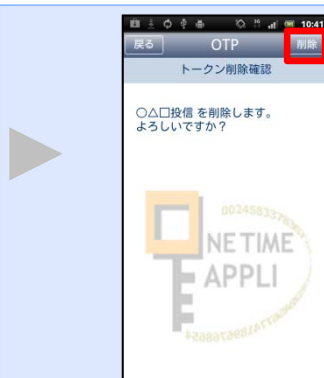 10:41
戻る
OTP
削除
トークン削除確認
○△□投信 を削除します。
よろしいですか？
NE TIME
APPLI